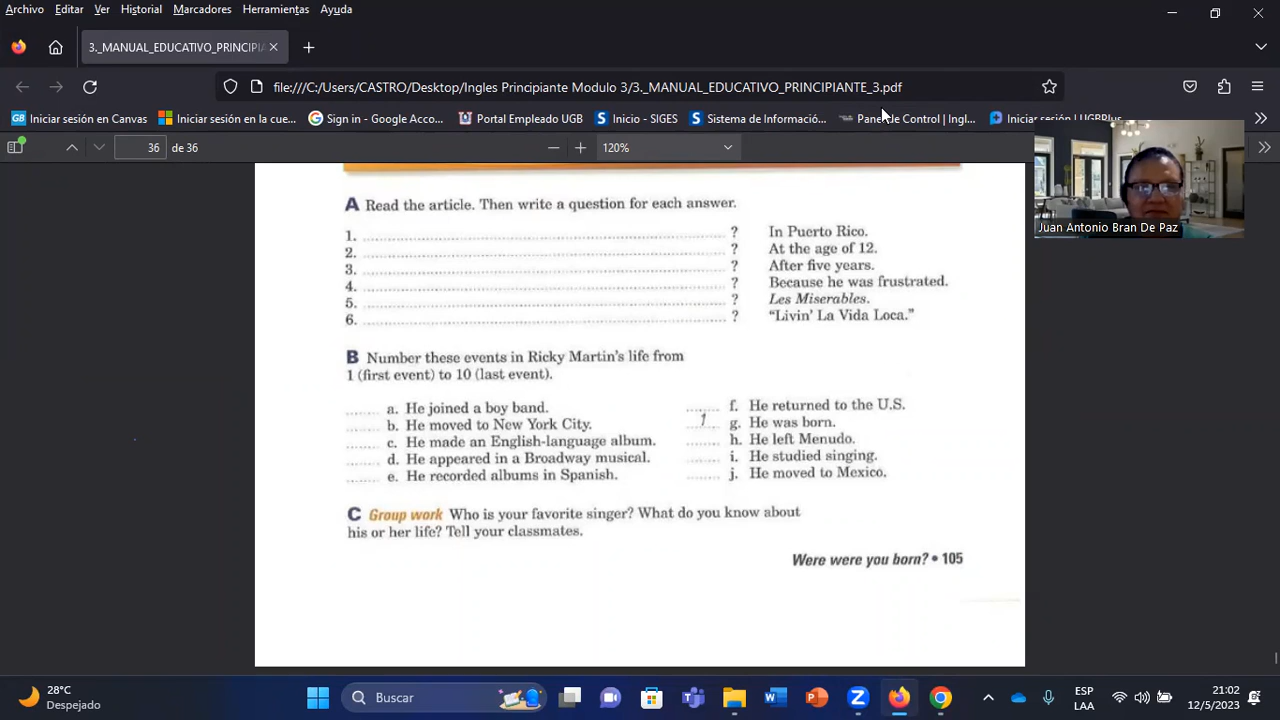 Archivo Editar Ver Historial Marcadores Herramientas Ayuda
3._MANUAL_EDUCATIVO_PRINCIPIA
file:///C:/Users/CASTRO/Desktop/Ingles Principiante Modulo 3/3._MANUAL_EDUCATIVO_PRINCIPIANTE_3.pdf
GB Iniciar sesión en Canvas Iniciar sesión en la cue... G Sign in - Google Acco... Portal Empleado UGB S Inicio - SIGES S Sistema de Informació... Panel de Control | Ingl... Iniciar sesión | UGBPlus
36 de 36 120%
A Read the article. Then write a question for each answer.
1. ? In Puerto Rico.
2. ? At the age of 12.
3. ? After five years.
4. ? Because he was frustrated.
5. ? Les Miserables.
6. ? "Livin' La Vida Loca."
B Number these events in Ricky Martin's life from
1 (first event) to 10 (last event).
a. He joined a boy band.
b. He moved to New York City.
c. He made an English-language album.
d. He appeared in a Broadway musical.
e. He recorded albums in Spanish.
f. He returned to the U.S.
1 g. He was born.
h. He left Menudo.
i. He studied singing.
j. He moved to Mexico.
C Group work Who is your favorite singer? What do you know about
his or her life? Tell your classmates.
Were were you born? • 105
Juan Antonio Bran De Paz
28°C
Despejado
Buscar
ESP
LAA
21:02
12/5/2023